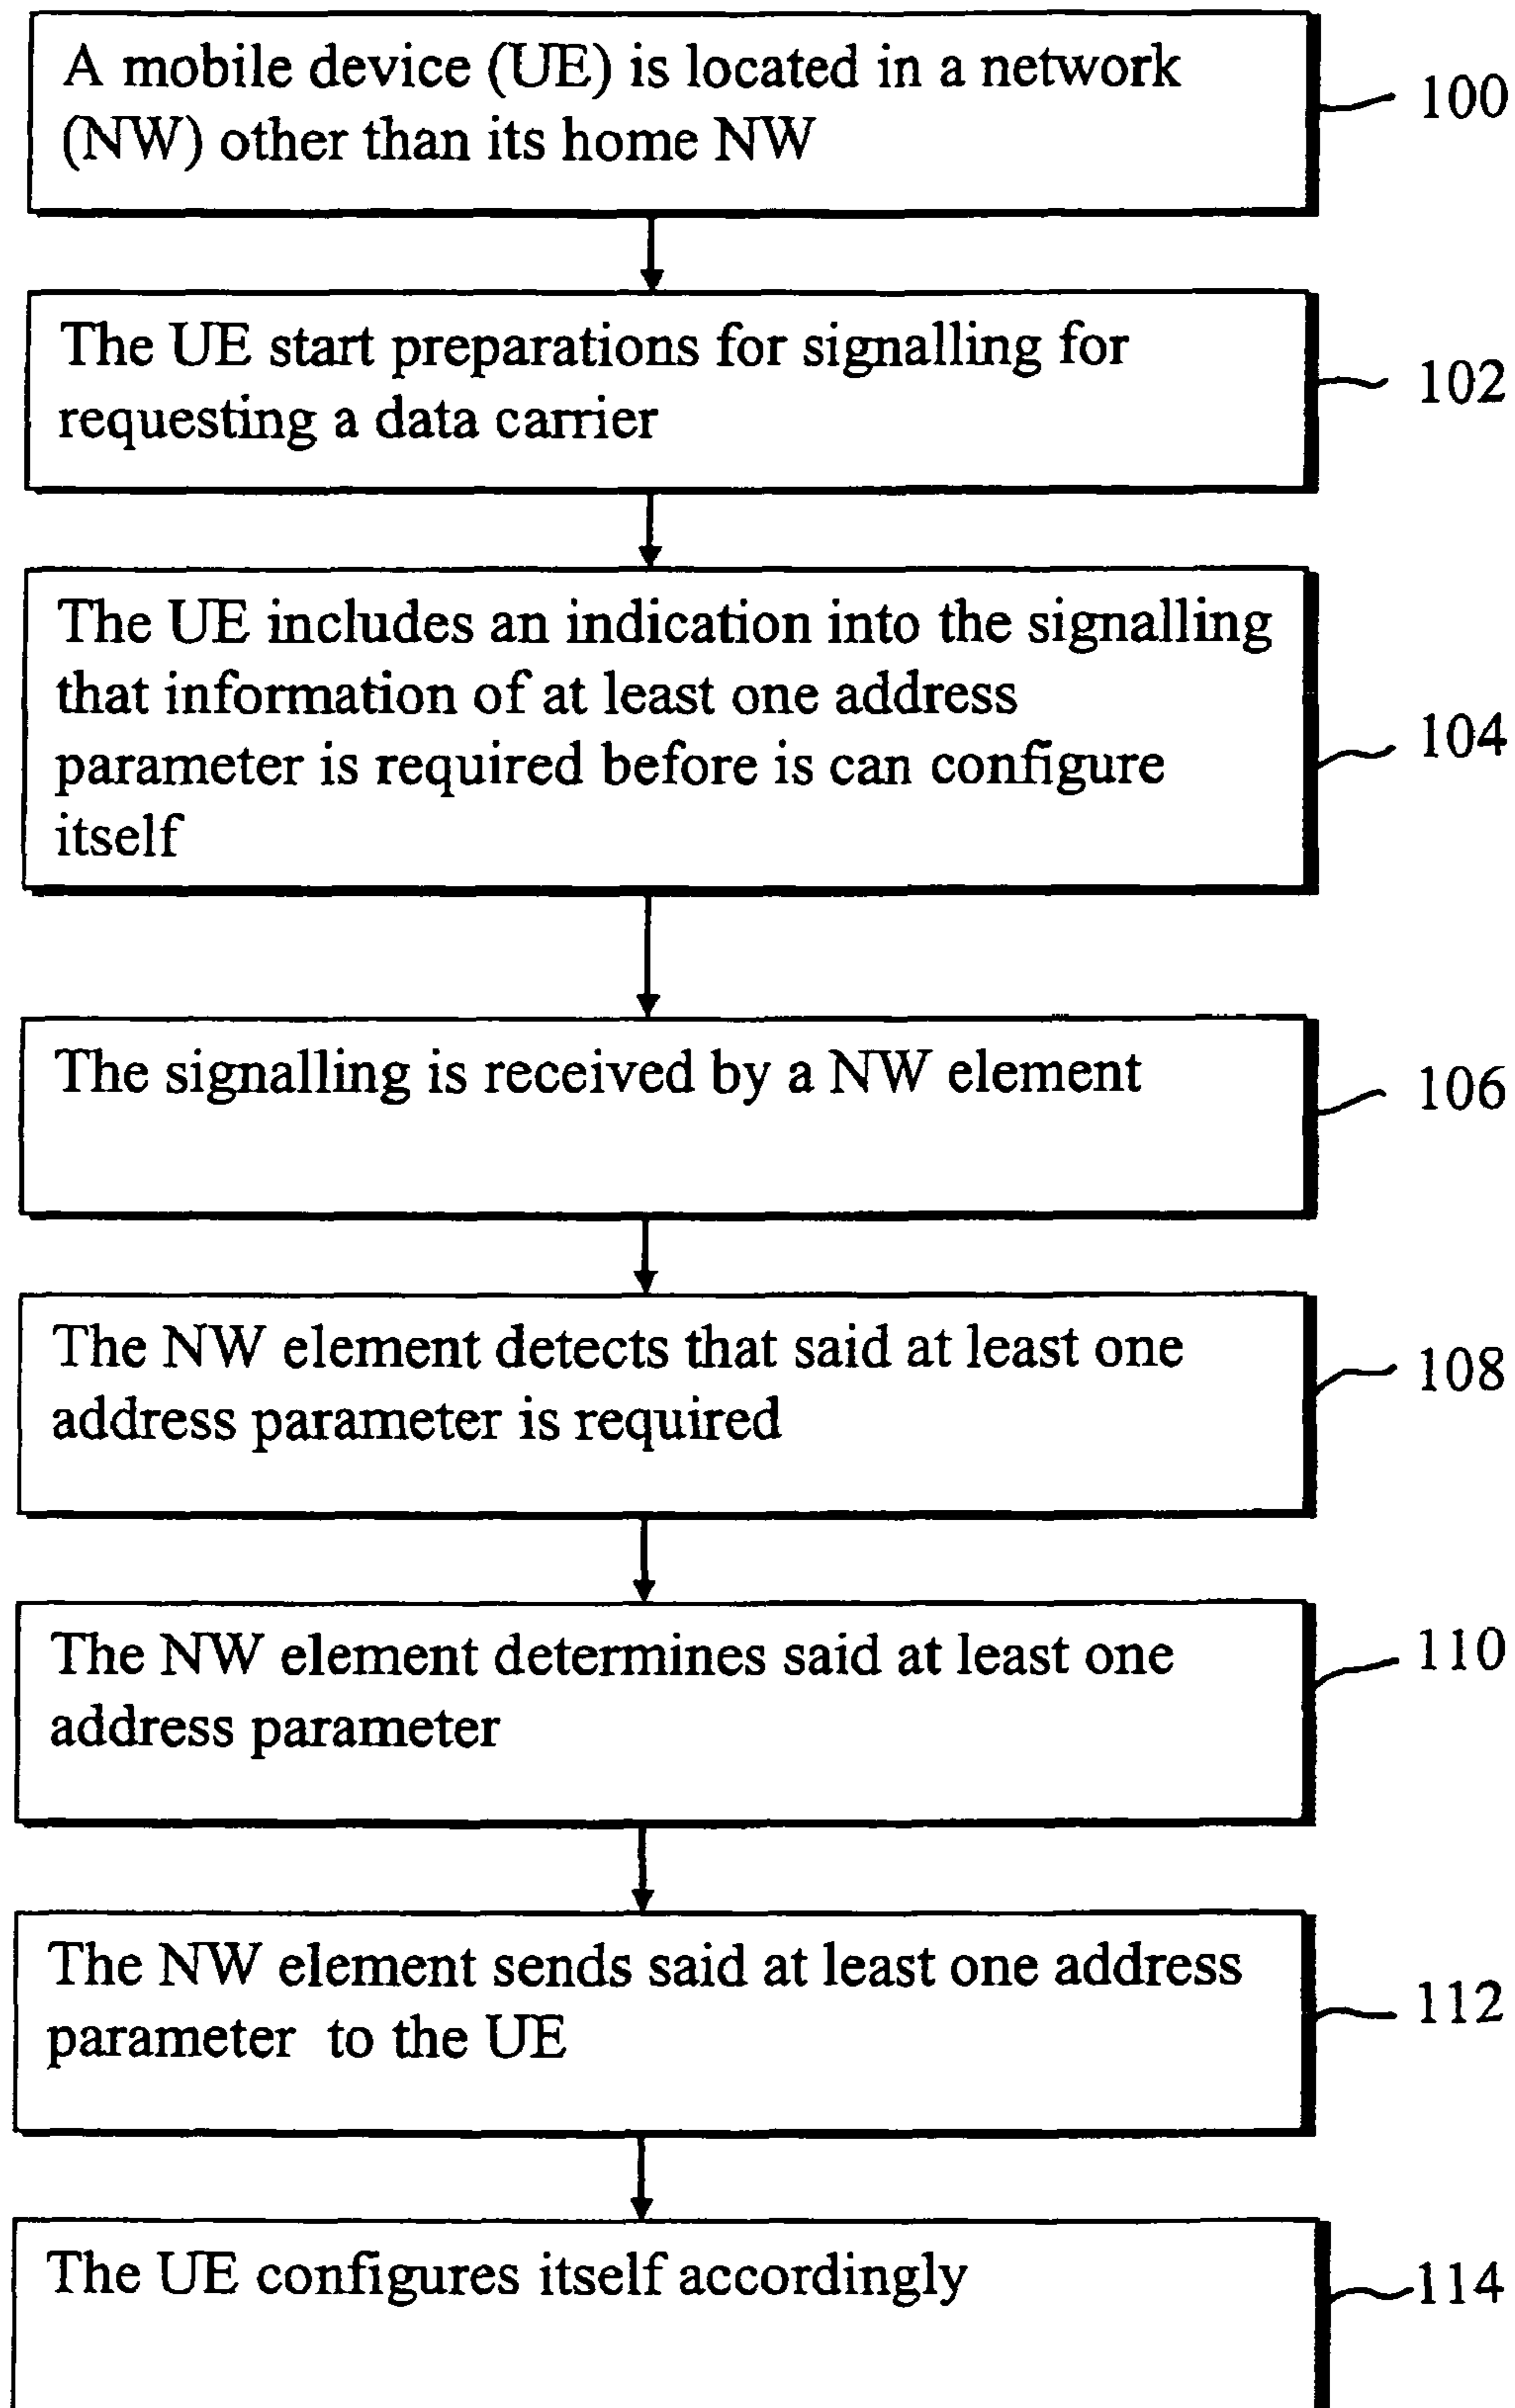 A mobile device (UE) is located in a network
(NW) other than its home NW
100
The UE start preparations for signalling for
requesting a data carrier
102
The UE includes an indication into the signalling
that information of at least one address
parameter is required before is can configure
itself
104
The signalling is received by a NW element
106
The NW element detects that said at least one
address parameter is required
108
The NW element determines said at least one
address parameter
110
The NW element sends said at least one address
parameter to the UE
112
The UE configures itself accordingly
114